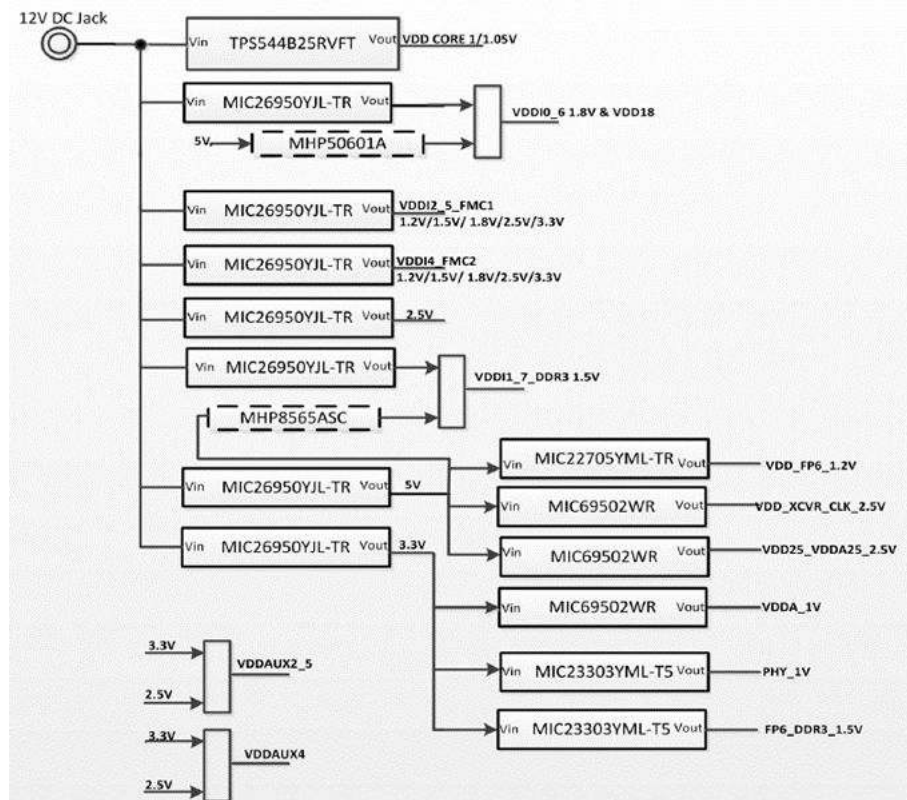 12V DC Jack
Vin TPS544B25RVFT Vout VDD CORE 1/1.05V
Vin MIC26950YJL-TR Vout
VDDI0_6 1.8V & VDD18
5V MHP50601A
Vin MIC26950YJL-TR Vout VDDI2_5_FMC1
1.2V/1.5V/ 1.8V/2.5V/3.3V
Vin MIC26950YJL-TR Vout VDDI4_FMC2
1.2V/1.5V/ 1.8V/2.5V/3.3V
Vin MIC26950YJL-TR Vout 2.5V
Vin MIC26950YJL-TR Vout
VDDI1_7_DDR3 1.5V
MHP8565ASC
Vin MIC22705YML-TR Vout VDD_FP6_1.2V
Vin MIC26950YJL-TR Vout 5V
Vin MIC69502WR Vout VDD_XCVR_CLK_2.5V
Vin MIC26950YJL-TR Vout 3.3V
Vin MIC69502WR Vout VDD25_VDDA25_2.5V
Vin MIC69502WR Vout VDDA_1V
3.3V
VDDAUX2_5
2.5V
Vin MIC23303YML-T5 Vout PHY_1V
Vin MIC23303YML-T5 Vout FP6_DDR3_1.5V
3.3V
VDDAUX4
2.5V